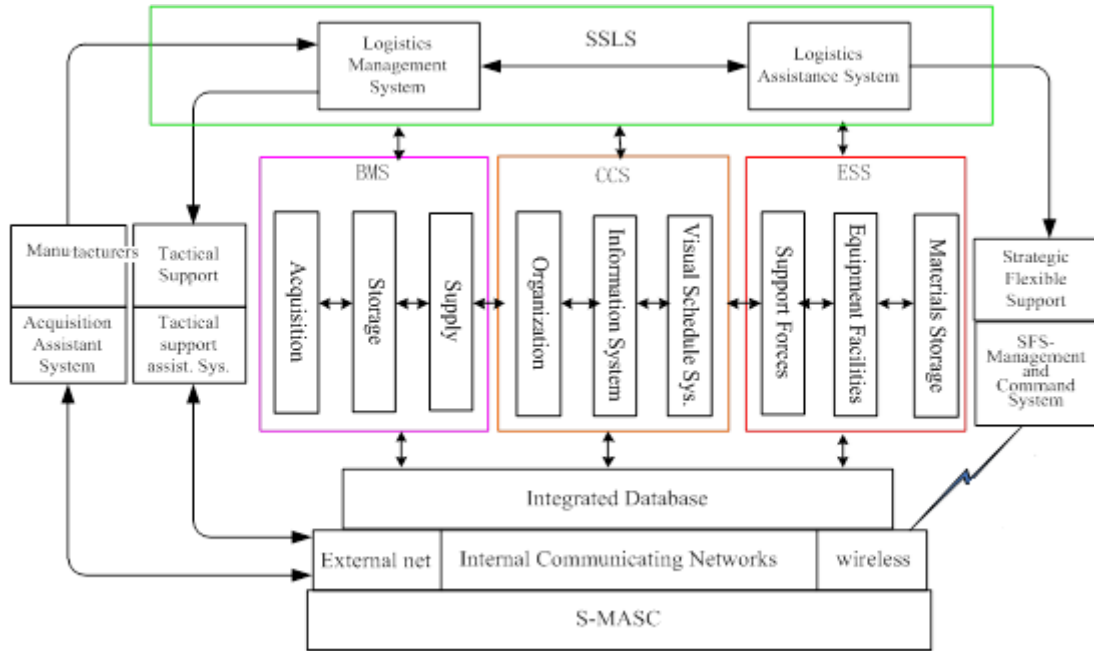 SSLS
Logistics
Management
System
Logistics
Assistance System
BMS
CCS
ESS
Acquisition
Storage
Supply
Organization
Information System
Visual Schedule Sys.
Support Forces
Equipment Facilities
Materials Storage
Manufacturers
Acquisition
Assistant
System
Tactical
Support
Tactical
support
assist. Sys.
Strategic
Flexible
Support
SFS-
Management
and
Command
System
Integrated Database
External net
Internal Communicating Networks
wireless
S-MASC